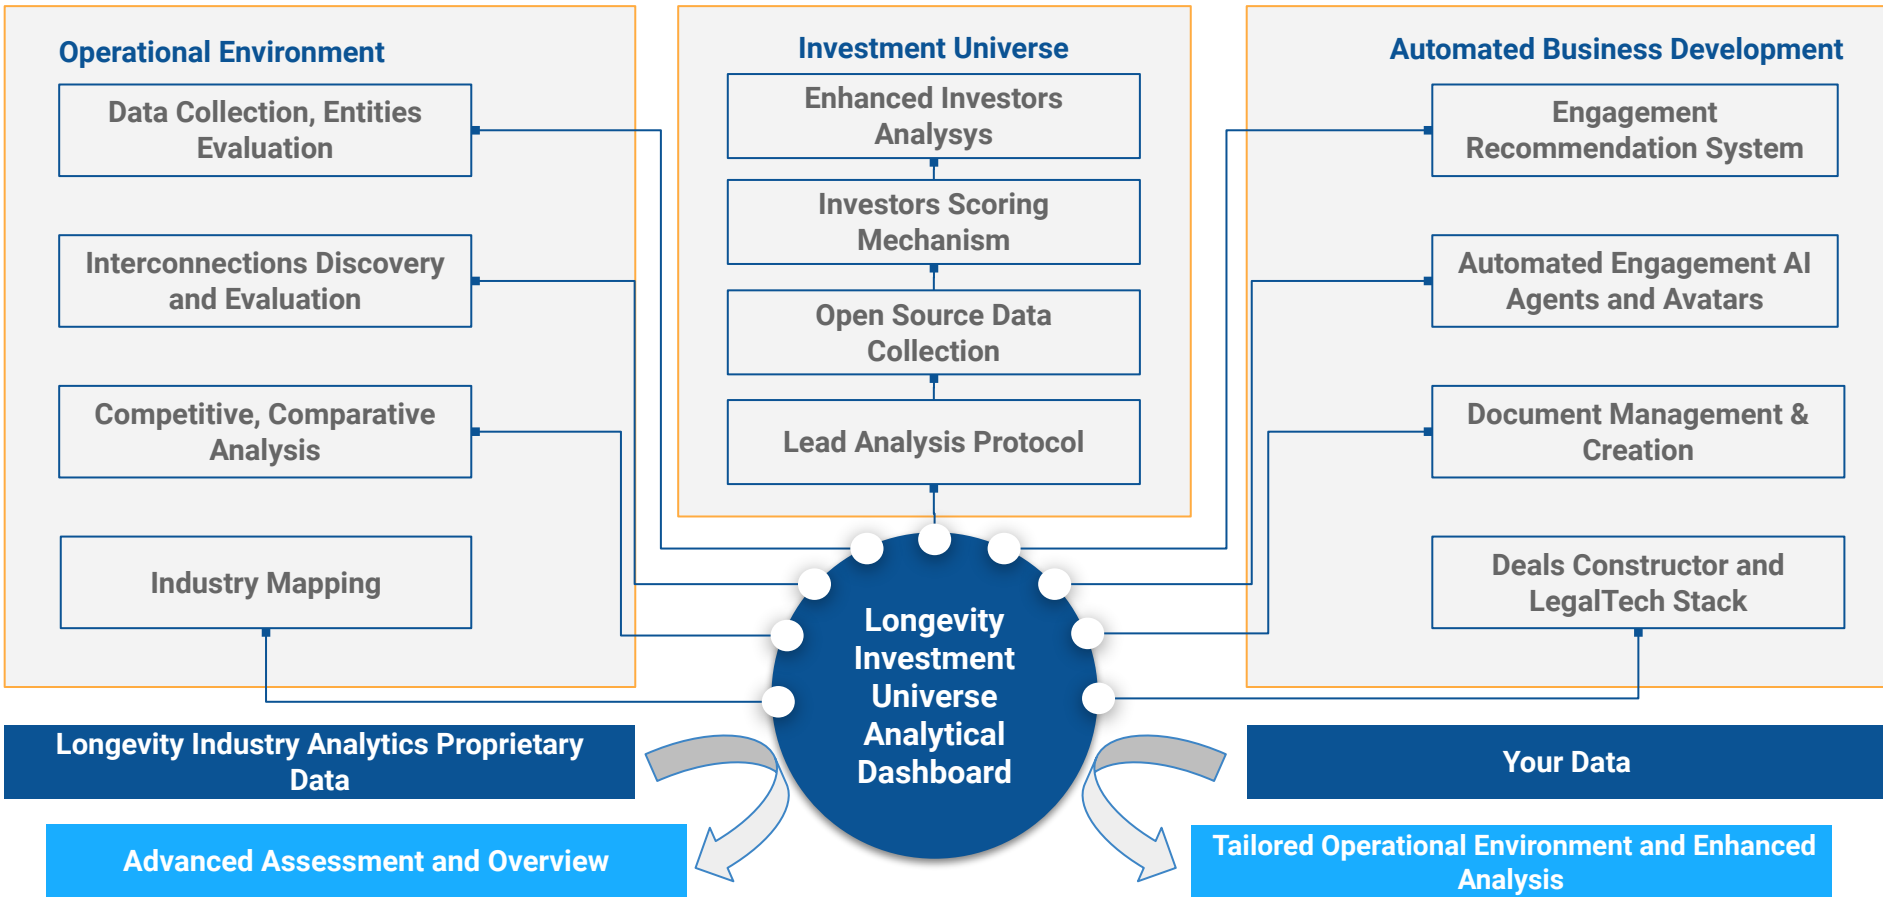 Operational Environment
Data Collection, Entities
Evaluation
Interconnections Discovery
and Evaluation
Competitive, Comparative
Analysis
Industry Mapping
Investment Universe
Enhanced Investors
Analysys
Investors Scoring
Mechanism
Open Source Data
Collection
Lead Analysis Protocol
Automated Business Development
Engagement
Recommendation System
Automated Engagement AI
Agents and Avatars
Document Management &
Creation
Deals Constructor and
LegalTech Stack
Longevity
Investment
Universe
Analytical
Dashboard
Longevity Industry Analytics Proprietary
Data
Your Data
Advanced Assessment and Overview
Tailored Operational Environment and Enhanced
Analysis